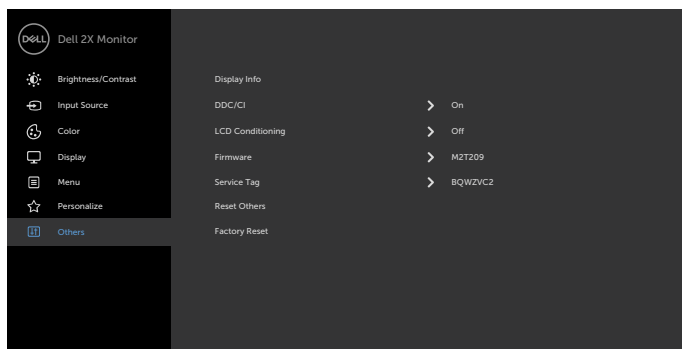 DELL Dell 2X Monitor
Brightness/Contrast Display Info
Input Source DDC/CI On
Color LCD Conditioning Off
Display Firmware M2T209
Menu Service Tag BQWZVC2
Personalize Reset Others
Others Factory Reset